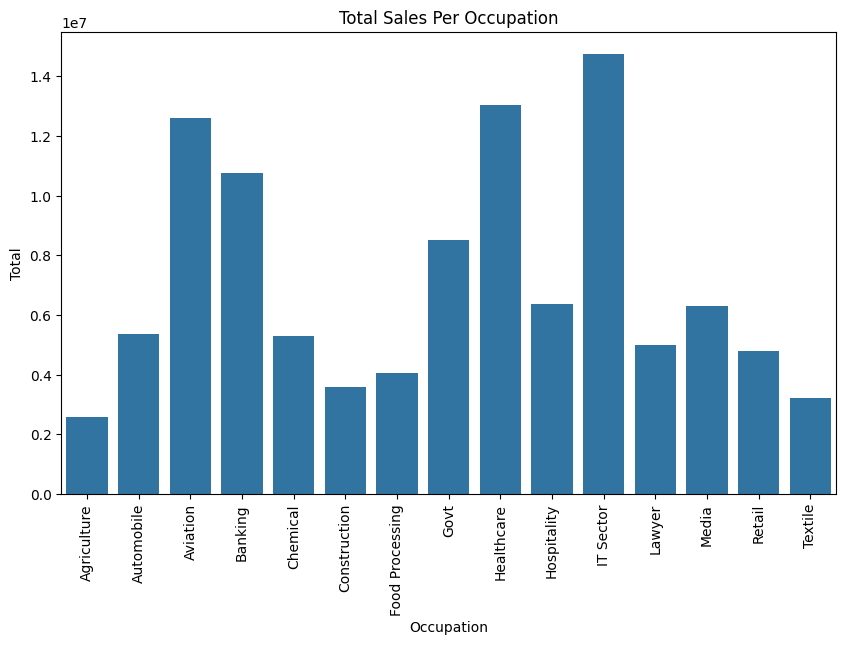 Total Sales Per Occupation
1e7
1.4
1.2
1.0
0.8
0.6
0.4
0.2
0.0
Total
Agriculture
Automobile
Aviation
Banking
Chemical
Construction
Food Processing
Govt
Healthcare
Hospitality
IT Sector
Lawyer
Media
Retail
Textile
Occupation